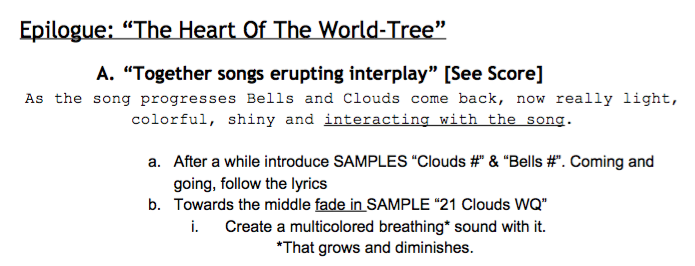 Epilogue: “The Heart Of The World-Tree”
A. “Together songs erupting interplay” [See Score]
As the song progresses Bells and Clouds come back, now really light,
colorful, shiny and interacting with the song.
a. After a while introduce SAMPLES “Clouds #” & “Bells #”. Coming and
going, follow the lyrics
b. Towards the middle fade in SAMPLE “21 Clouds WQ”
i. Create a multicolored breathing* sound with it.
*That grows and diminishes.